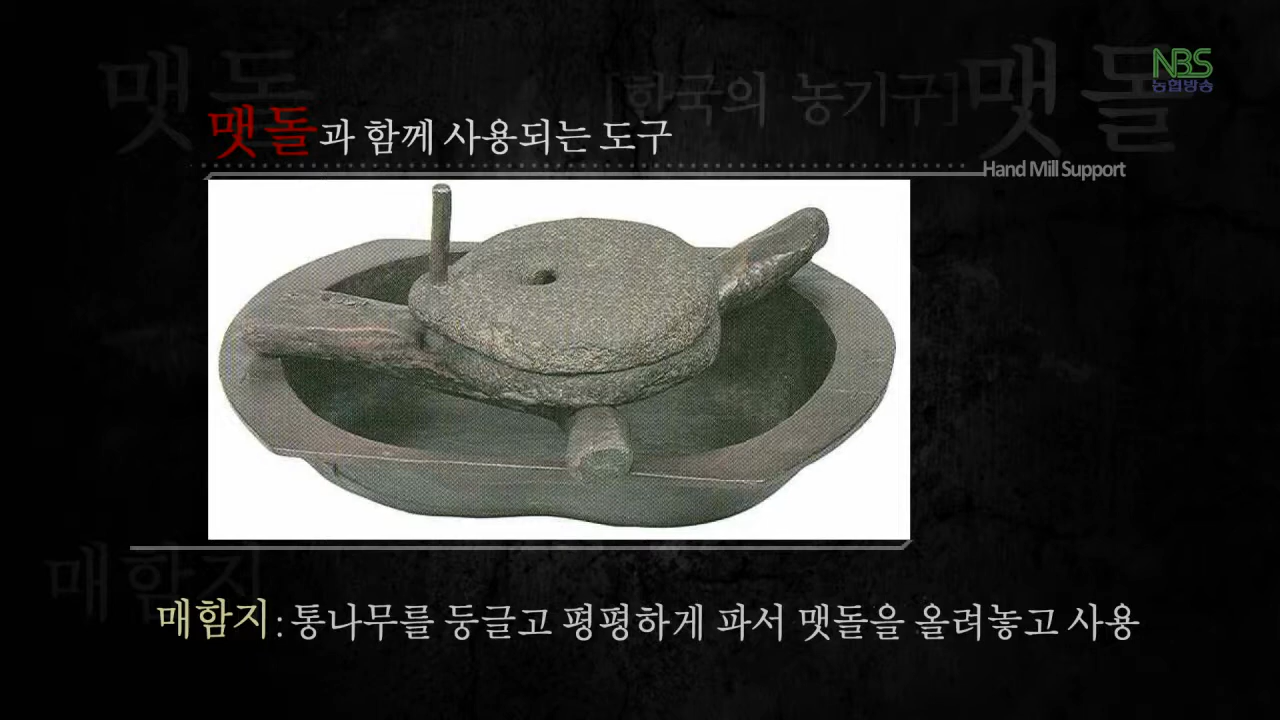 맷돌 [한국의 농기구] 맷돌
NBS
농협방송
맷돌과 함께 사용되는 도구
Hand Mill Support
매함지
매함지 : 통나무를 둥글고 평평하게 파서 맷돌을 올려놓고 사용